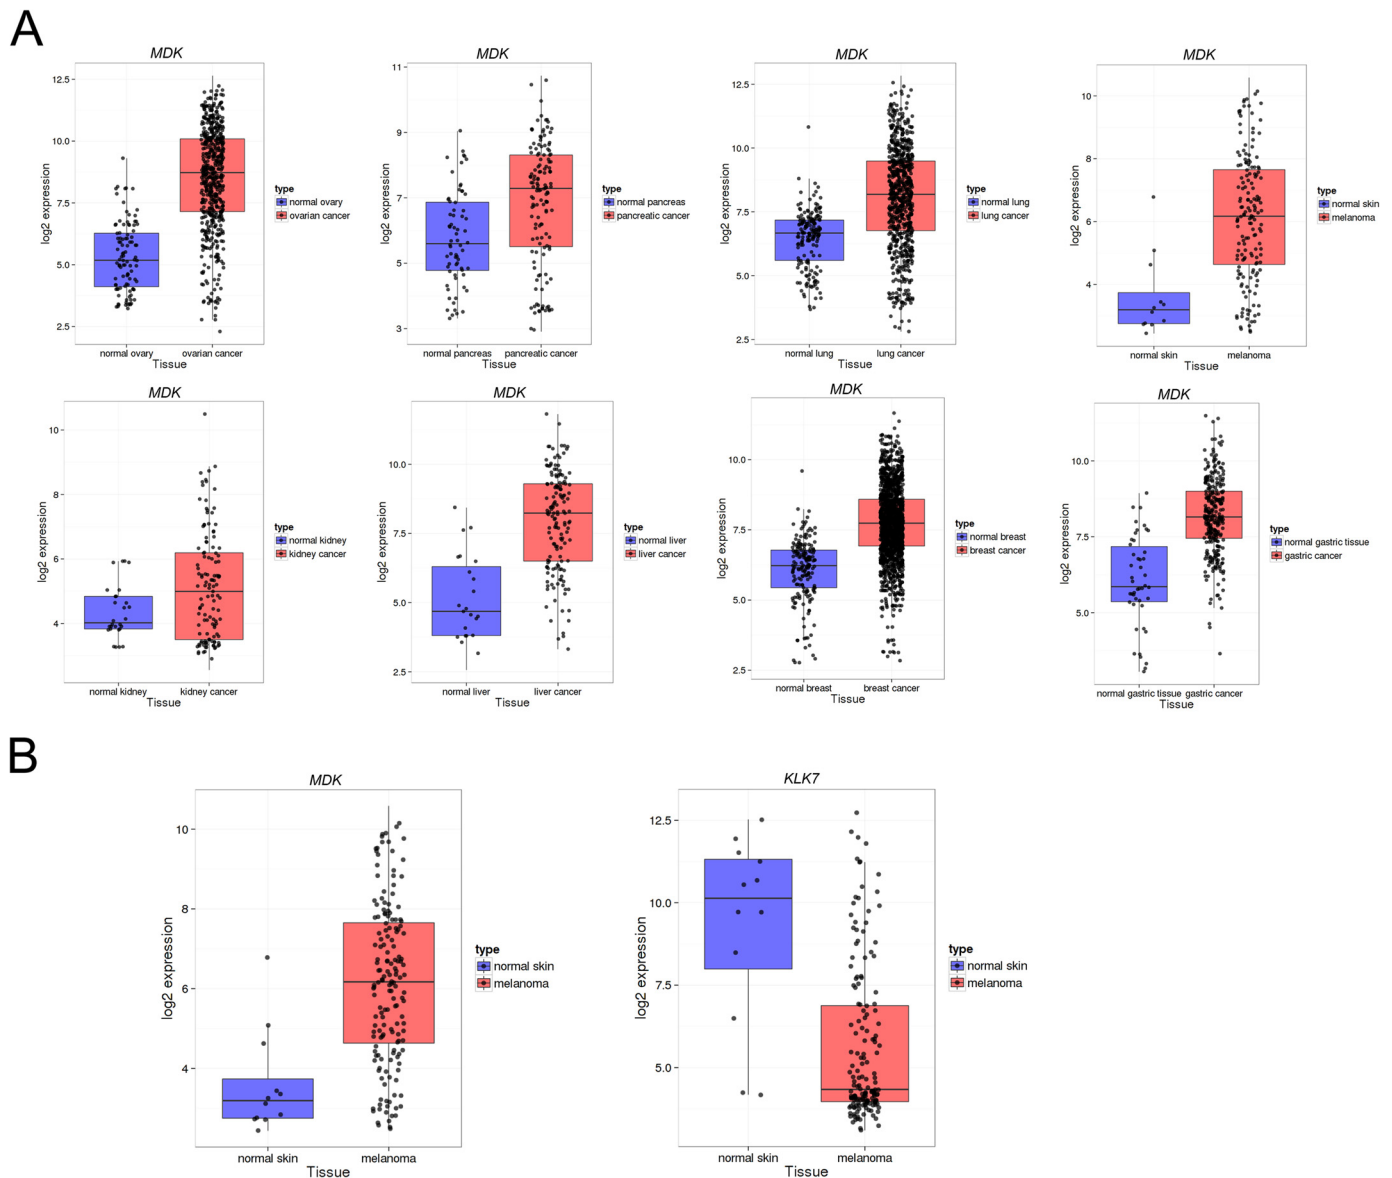 A
MDK
12.5
10.0
7.5
5.0
2.5
log2 expression
normal ovary
ovarian cancer
Tissue
type
normal ovary
ovarian cancer
MDK
11
9
7
5
3
log2 expression
normal pancreas
pancreatic cancer
Tissue
type
normal pancreas
pancreatic cancer
MDK
12.5
10.0
7.5
5.0
2.5
log2 expression
normal lung
lung cancer
Tissue
type
normal lung
lung cancer
MDK
10
8
6
4
log2 expression
normal skin
melanoma
Tissue
type
normal skin
melanoma
MDK
10
8
6
4
log2 expression
normal kidney
kidney cancer
Tissue
type
normal kidney
kidney cancer
MDK
10.0
7.5
5.0
2.5
log2 expression
normal liver
liver cancer
Tissue
type
normal liver
liver cancer
MDK
10.0
7.5
5.0
2.5
log2 expression
normal breast
breast cancer
Tissue
type
normal breast
breast cancer
MDK
10.0
7.5
5.0
log2 expression
normal gastric tissue
gastric cancer
Tissue
type
normal gastric tissue
gastric cancer
B
MDK
10
8
6
4
log2 expression
normal skin
melanoma
Tissue
type
normal skin
melanoma
KLK7
12.5
10.0
7.5
5.0
log2 expression
normal skin
melanoma
Tissue
type
normal skin
melanoma